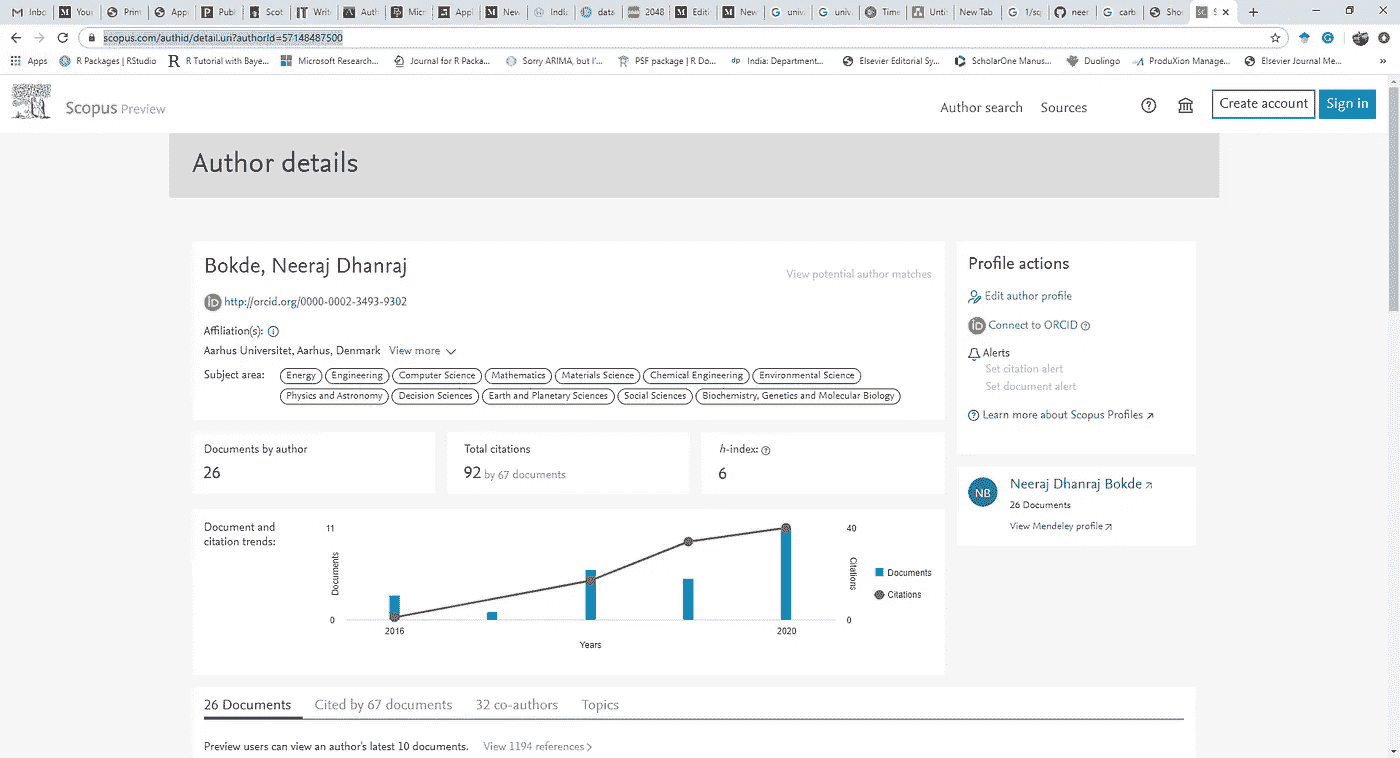 Inbo You Prin App Publ Scot Writ Auth Micr Appl New India data 2048 Editi New univ univ Time Unti New Tab 1/sq neer carb Sho S
scopus.com/authid/detail.uri?authorId=57148487500
Apps R Packages | RStudio R Tutorial with Baye... Microsoft Research... Journal for R Packa... Sorry ARIMA, but I'... PSF package | R Do... India: Department... Elsevier Editorial Sy... ScholarOne Manus... Duolingo ProduXion Manage... Elsevier Journal Me... »
Scopus Preview
Author search Sources Create account Sign in
Author details
Bokde, Neeraj Dhanraj
View potential author matches
iD http://orcid.org/0000-0002-3493-9302
Affiliation(s):
Aarhus Universitet, Aarhus, Denmark View more
Subject area: Energy Engineering Computer Science Mathematics Materials Science Chemical Engineering Environmental Science
Physics and Astronomy Decision Sciences Earth and Planetary Sciences Social Sciences Biochemistry, Genetics and Molecular Biology
Profile actions
Edit author profile
iD Connect to ORCID
Alerts
Set citation alert
Set document alert
Learn more about Scopus Profiles
Documents by author
26
Total citations
92 by 67 documents
h-index:
6
NB
Neeraj Dhanraj Bokde
26 Documents
View Mendeley profile
Document and
citation trends:
11
Documents
0
2016
2020
Years
40
Citations
0
Documents
Citations
26 Documents Cited by 67 documents 32 co-authors Topics
Preview users can view an author's latest 10 documents. View 1194 references